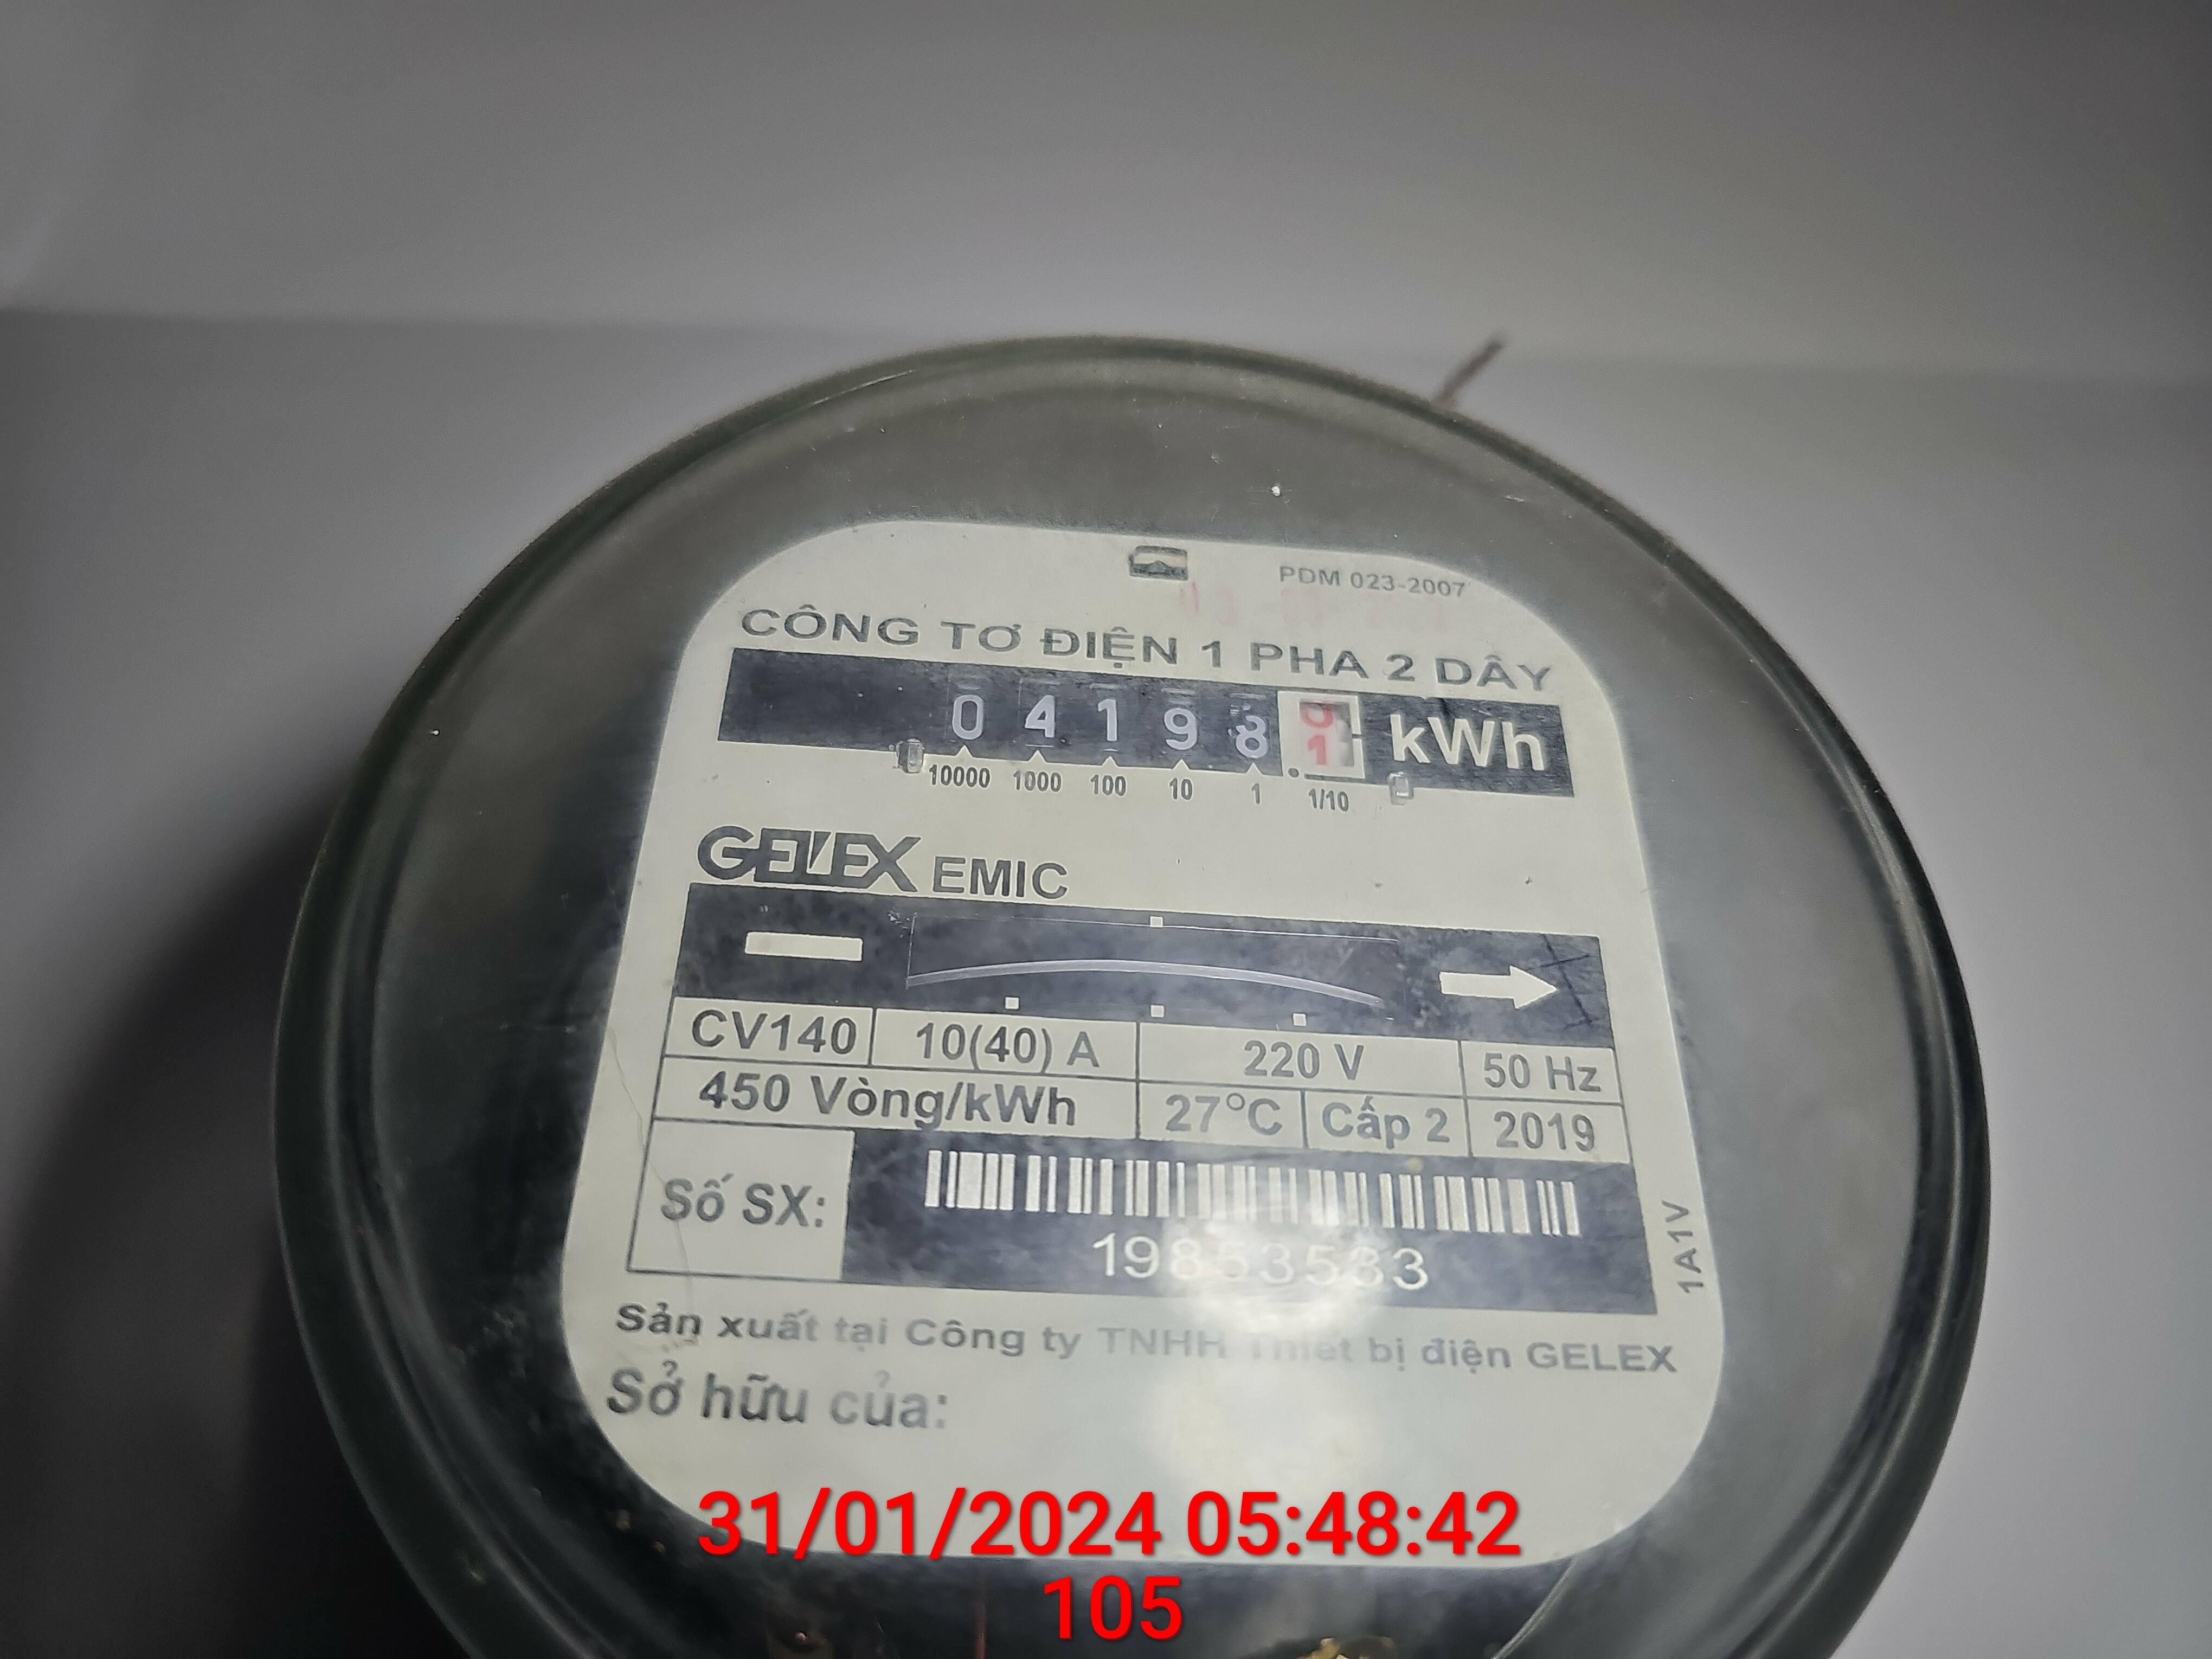 PDM 023-2007
CÔNG TƠ ĐIỆN 1 PHA 2 DÂY
0 4 1 9 8 1 kWh
10000 1000 100 10 1 1/10
GELEX EMIC
CV140 10(40) A 220 V 50 Hz
450 Vòng/kWh 27°C Cấp 2 2019
Số SX:
19853533
1A1V
Sản xuất tại Công ty TNHH Thiết bị điện GELEX
Sở hữu của:
31/01/2024 05:48:42
105